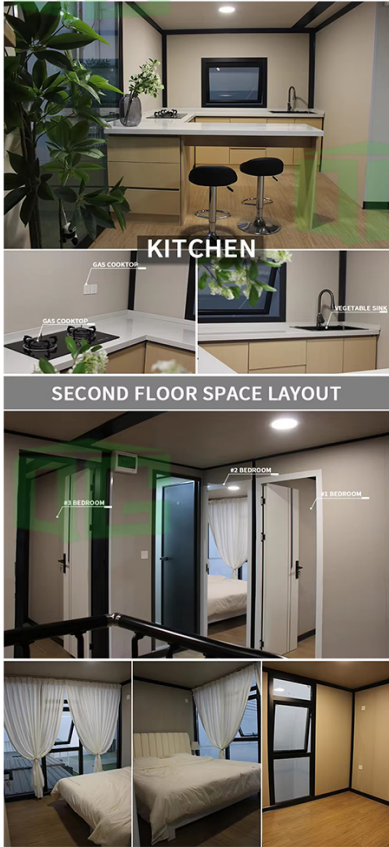 KITCHEN
GAS COOKTOP
GAS COOKTOP
VEGETABLE SINK
SECOND FLOOR SPACE LAYOUT
#2 BEDROOM
#3 BEDROOM
#1 BEDROOM